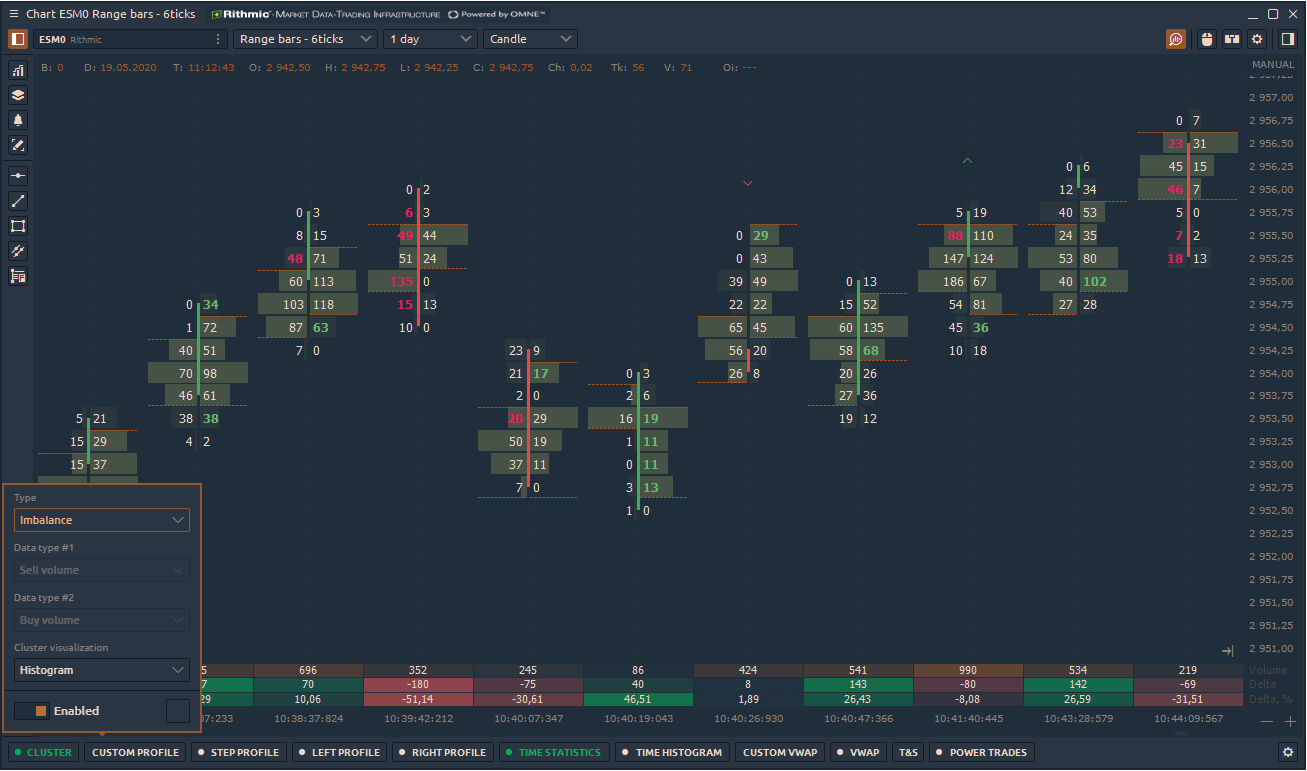 Chart ESM0 Range bars - 6ticks Rithmic™-Market Data-Trading Infrastructure Powered by OMNE™
ESM0 Rithmic Range bars - 6ticks 1 day Candle
B: 0 D: 19.05.2020 T: 11:12:43 O: 2 942,50 H: 2 942,75 L: 2 942,25 C: 2 942,75 Ch: 0,02 Tk: 56 V: 71 Oi: --- MANUAL
2 957,00
0 7 2 956,75
23 31 2 956,50
45 15 0 6 2 956,25
0 2 12 34 46 7 2 956,00
0 3 6 3 5 19 40 53 5 0 2 955,75
8 15 49 44 0 29 88 110 24 35 7 2 2 955,50
48 71 51 24 0 43 147 124 53 80 18 13 2 955,25
60 113 135 0 39 49 0 13 186 67 40 102 2 955,00
0 34 103 118 15 13 22 22 15 52 54 81 27 28 2 954,75
1 72 87 63 10 0 65 45 60 135 45 36 2 954,50
40 51 7 0 23 9 56 20 58 68 10 18 2 954,25
70 98 21 17 0 3 26 8 20 26 2 954,00
46 61 2 0 2 6 27 36 2 953,75
5 21 38 38 20 29 16 19 19 12 2 953,50
15 29 4 2 50 19 1 11 2 953,25
15 37 37 11 0 11 2 953,00
7 0 3 13 2 952,75
1 0 2 952,50
2 952,25
2 952,00
2 951,75
2 951,50
2 951,25
2 951,00
Type
Imbalance
Data type #1
Sell volume
Data type #2
Buy volume
Cluster visualization
Histogram
Enabled
5 696 352 245 86 424 541 990 534 219 Volume
7 70 -180 -75 40 8 143 -80 142 -69 Delta
29 10,06 -51,14 -30,61 46,51 1,89 26,43 -8,08 26,59 -31,51 Delta, %
07:233 10:38:37:824 10:39:42:212 10:40:07:347 10:40:19:043 10:40:26:930 10:40:47:366 10:41:40:445 10:43:28:579 10:44:09:567
CLUSTER CUSTOM PROFILE STEP PROFILE LEFT PROFILE RIGHT PROFILE TIME STATISTICS TIME HISTOGRAM CUSTOM VWAP VWAP T&S POWER TRADES